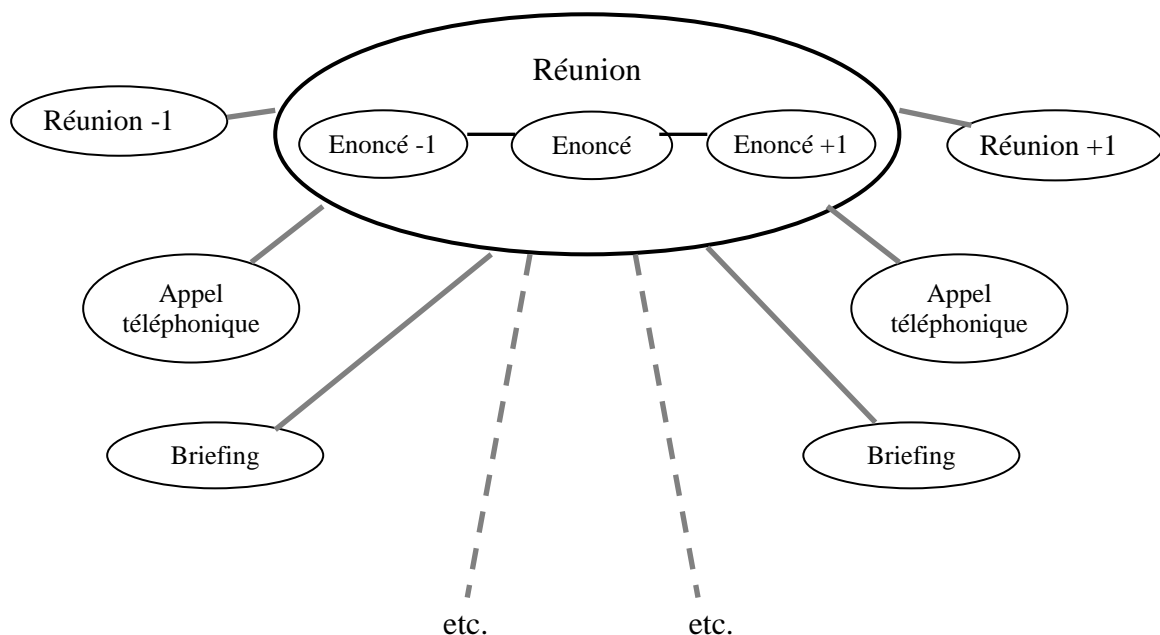 Réunion
Réunion -1
Enoncé -1
Enoncé
Enoncé +1
Réunion +1
Appel
téléphonique
Appel
téléphonique
Briefing
Briefing
etc.
etc.